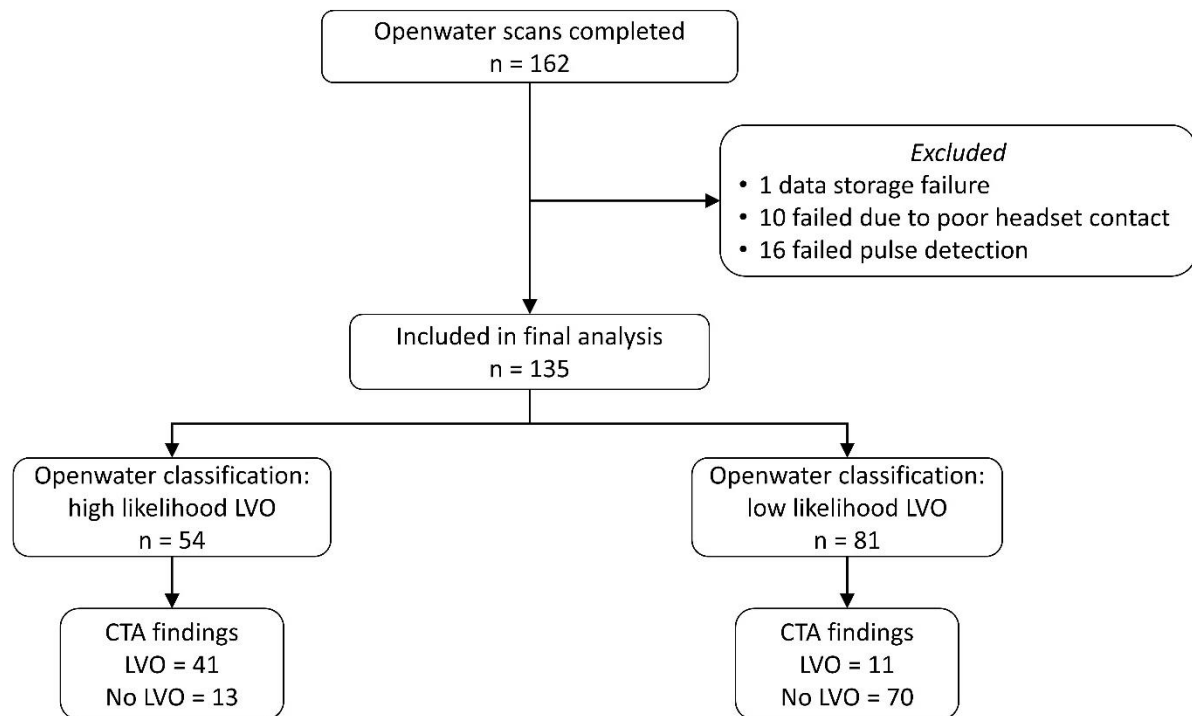 Openwater scans completed
n = 162
Excluded
• 1 data storage failure
• 10 failed due to poor headset contact
• 16 failed pulse detection
Included in final analysis
n = 135
Openwater classification:
high likelihood LVO
n = 54
Openwater classification:
low likelihood LVO
n = 81
CTA findings
LVO = 41
No LVO = 13
CTA findings
LVO = 11
No LVO = 70